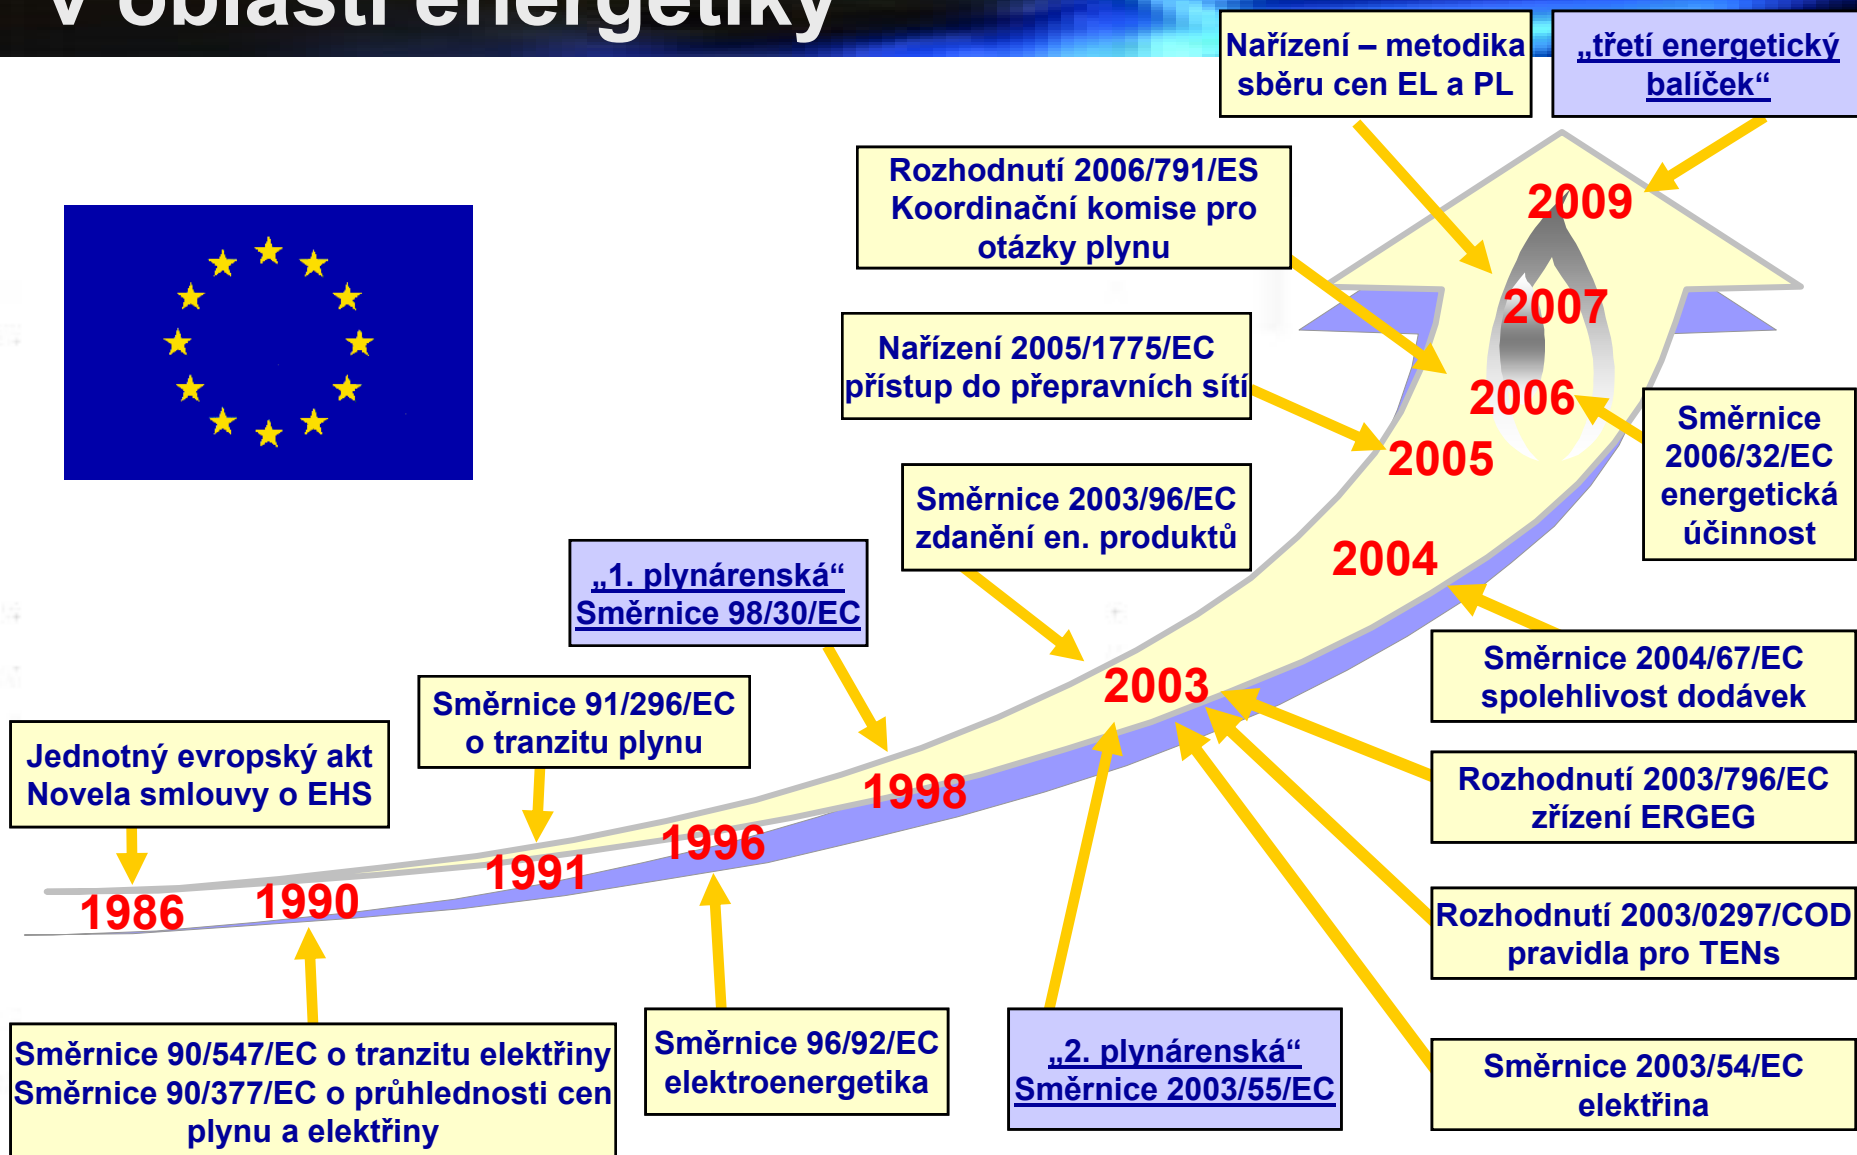 v oblasti energetiky
Nařízení – metodika
sběru cen EL a PL
„třetí energetický
balíček“
Rozhodnutí 2006/791/ES
Koordinační komise pro
otázky plynu
2009
2007
Nařízení 2005/1775/EC
přístup do přepravních sítí
2006
Směrnice
2006/32/EC
energetická
účinnost
2005
Směrnice 2003/96/EC
zdanění en. produktů
2004
„1. plynárenská“
Směrnice 98/30/EC
Směrnice 2004/67/EC
spolehlivost dodávek
2003
Směrnice 91/296/EC
o tranzitu plynu
Jednotný evropský akt
Novela smlouvy o EHS
Rozhodnutí 2003/796/EC
zřízení ERGEG
1998
1996
1991
1990
1986
Rozhodnutí 2003/0297/COD
pravidla pro TENs
Směrnice 90/547/EC o tranzitu elektřiny
Směrnice 90/377/EC o průhlednosti cen
plynu a elektřiny
Směrnice 96/92/EC
elektroenergetika
„2. plynárenská“
Směrnice 2003/55/EC
Směrnice 2003/54/EC
elektřina